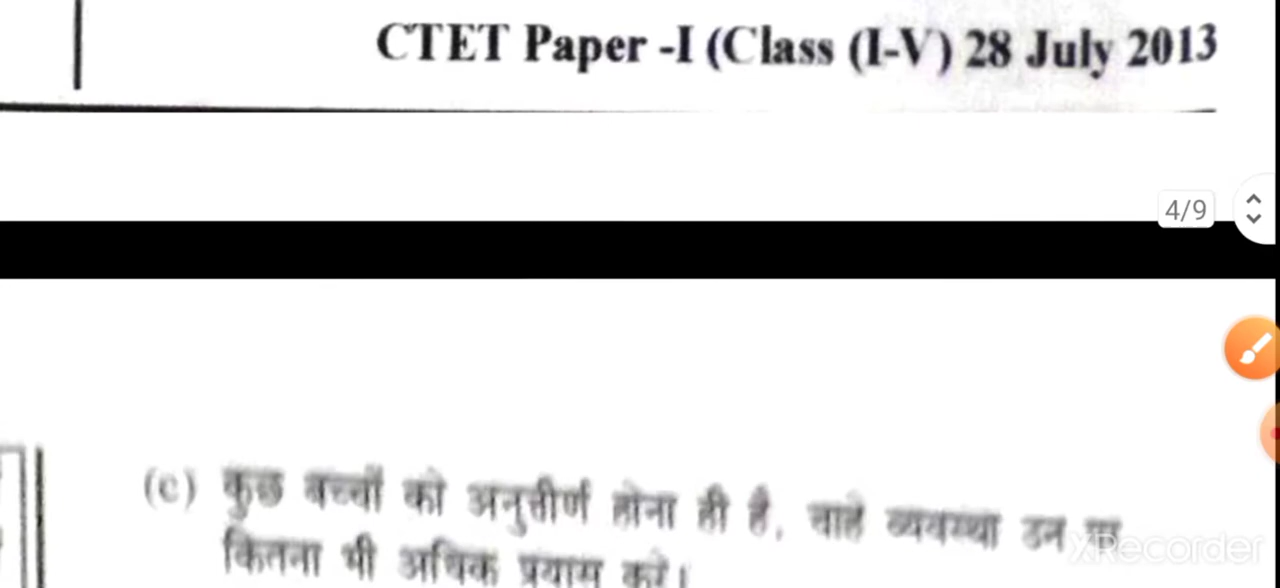 CTET Paper -I (Class (I-V) 28 July 2013
4/9
(c) कुछ बच्चों को अनुत्तीर्ण होना ही है, चाहे व्यवस्था उन पर
XRecorder
कितना भी अधिक प्रयास करे।